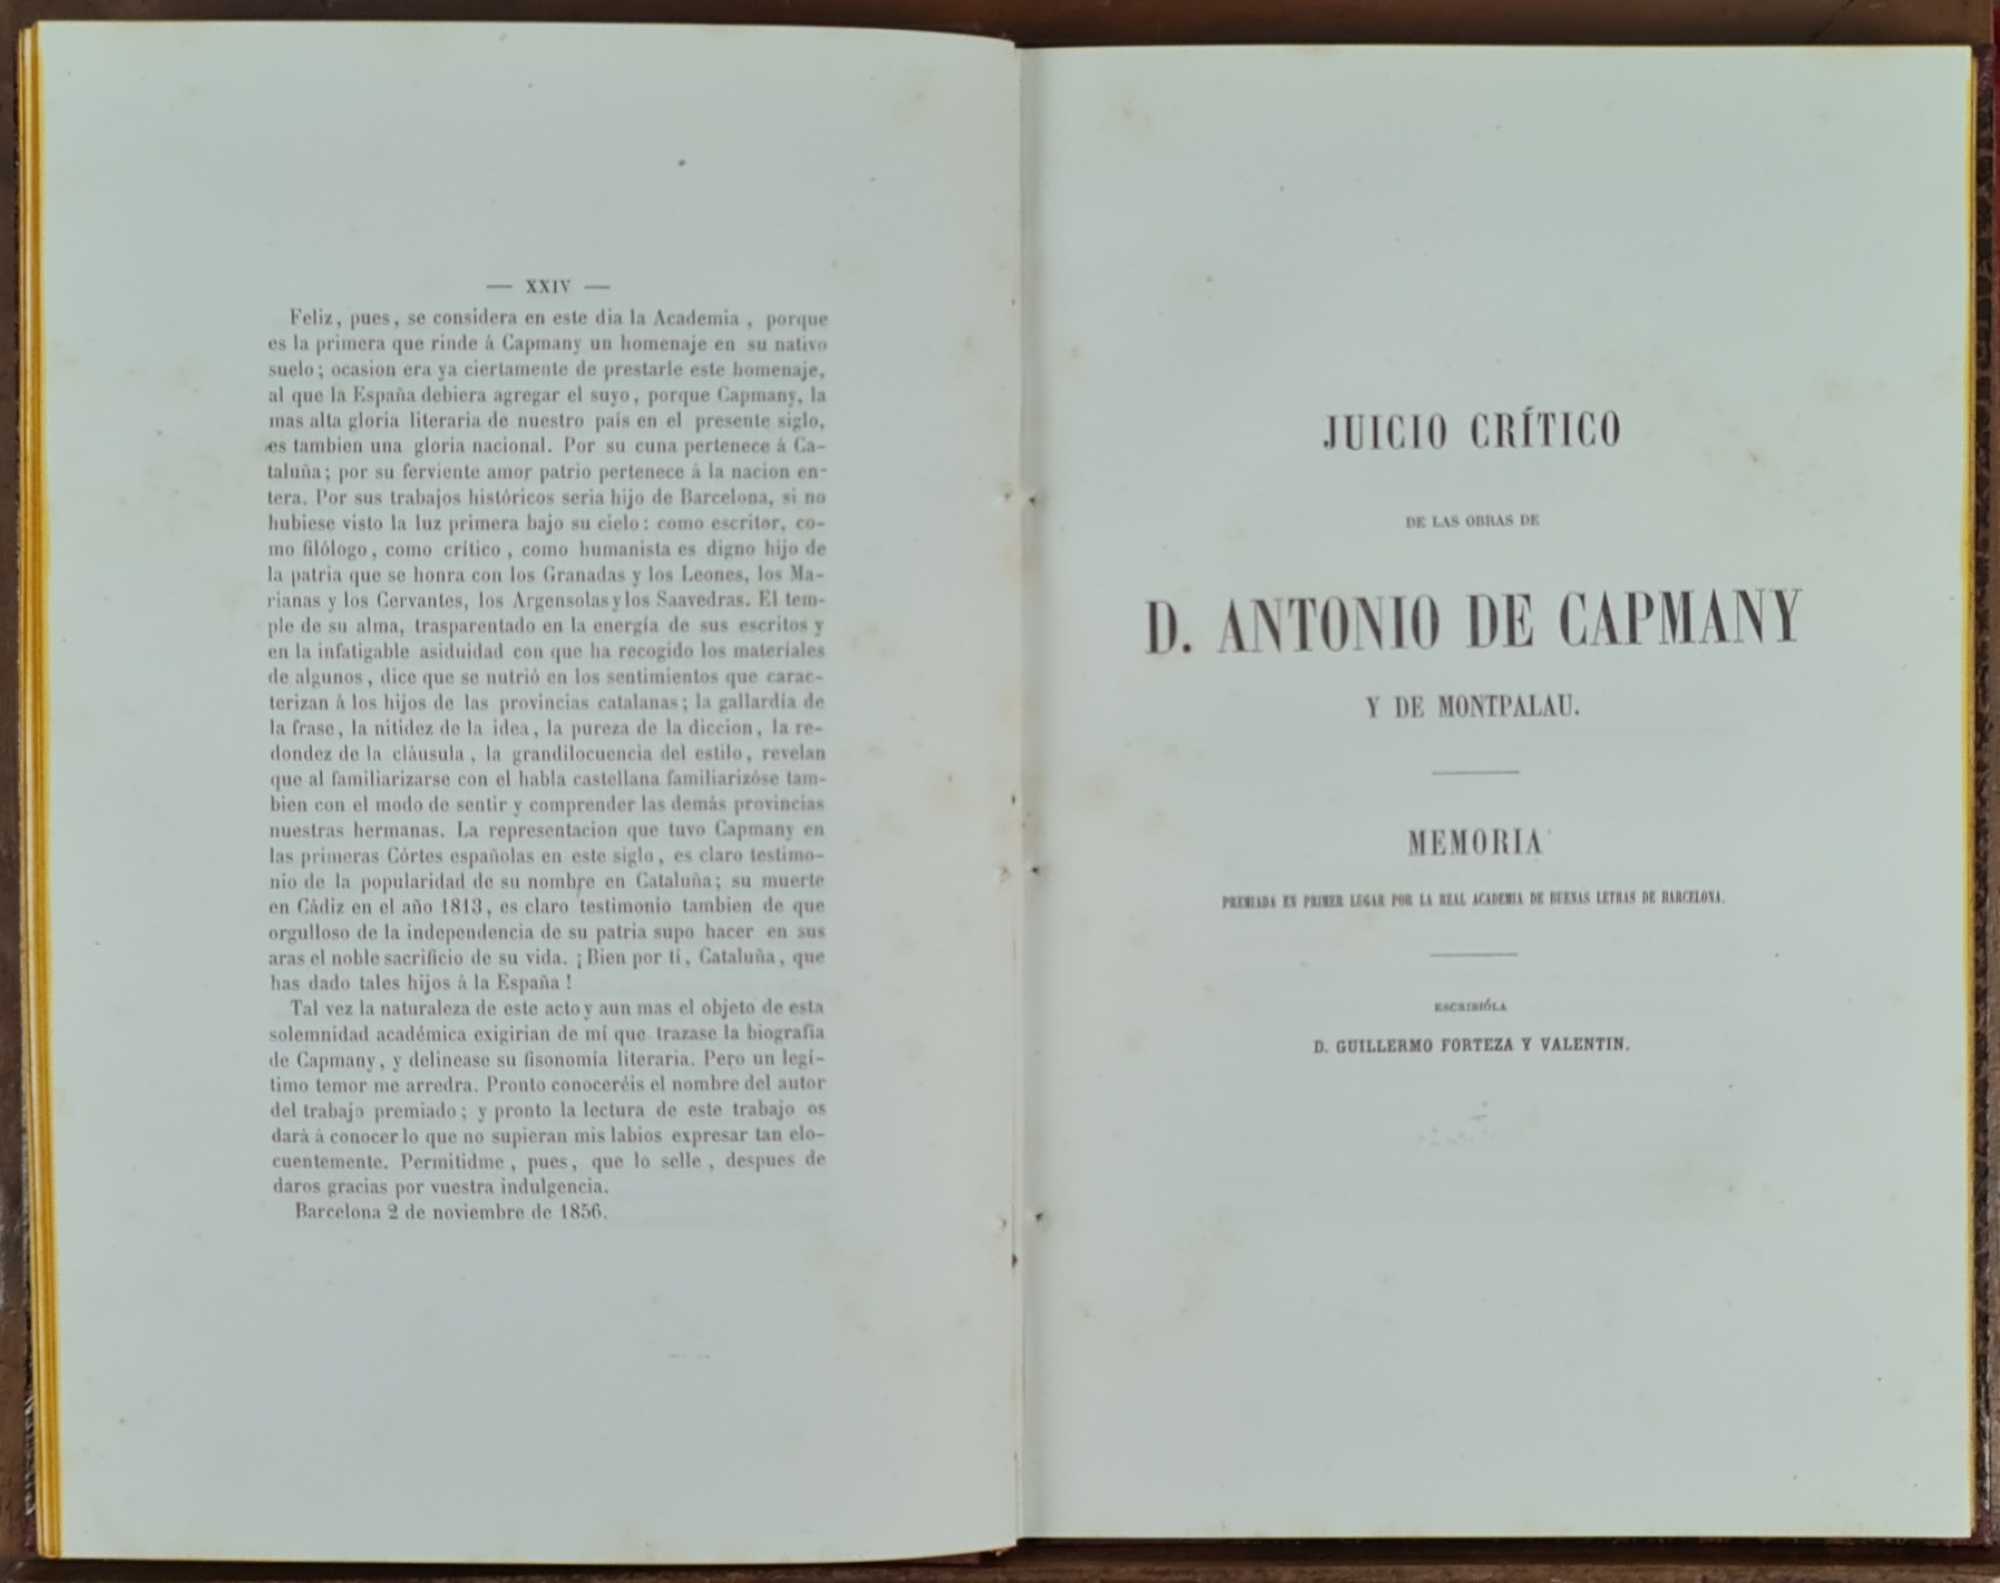 — XXIV —
Feliz, pues, se considera en este dia la Academia, porque
es la primera que rinde á Capmany un homenaje en su nativo
suelo; ocasion era ya ciertamente de prestarle este homenaje,
al que la España debiera agregar el suyo, porque Capmany, la
mas alta gloria literaria de nuestro país en el presente siglo,
es tambien una gloria nacional. Por su cuna pertenece á Ca-
taluña; por su ferviente amor patrio pertenece á la nacion en-
tera. Por sus trabajos históricos seria hijo de Barcelona, si no
hubiese visto la luz primera bajo su cielo: como escritor, co-
mo filólogo, como crítico, como humanista es digno hijo de
la patria que se honra con los Granadas y los Leones, los Ma-
rianas y los Cervantes, los Argensolas y los Saavedras. El tem-
ple de su alma, trasparentado en la energía de sus escritos y
en la infatigable asiduidad con que ha recogido los materiales
de algunos, dice que se nutrió en los sentimientos que carac-
terizan á los hijos de las provincias catalanas; la gallardía de
la frase, la nitidez de la idea, la pureza de la diccion, la re-
dondez de la cláusula, la grandilocuencia del estilo, revelan
que al familiarizarse con el habla castellana familiarizóse tam-
bien con el modo de sentir y comprender las demás provincias
nuestras hermanas. La representacion que tuvo Capmany en
las primeras Córtes españolas en este siglo, es claro testimo-
nio de la popularidad de su nombre en Cataluña; su muerte
en Cádiz en el año 1813, es claro testimonio tambien de que
orgulloso de la independencia de su patria supo hacer en sus
aras el noble sacrificio de su vida. ¡Bien por tí, Cataluña, que
has dado tales hijos á la España!
Tal vez la naturaleza de este acto y aun mas el objeto de esta
solemnidad académica exigirian de mí que trazase la biografía
de Capmany, y delinease su fisonomía literaria. Pero un legí-
timo temor me arredra. Pronto conoceréis el nombre del autor
del trabajo premiado; y pronto la lectura de este trabajo os
dará á conocer lo que no supieran mis labios expresar tan elo-
cuentemente. Permitidme, pues, que lo selle, despues de
daros gracias por vuestra indulgencia.
Barcelona 2 de noviembre de 1856.
JUICIO CRÍTICO
DE LAS OBRAS DE
D. ANTONIO DE CAPMANY
Y DE MONTPALAU.
MEMORIA
PREMIADA EN PRIMER LUGAR POR LA REAL ACADEMIA DE BUENAS LETRAS DE BARCELONA.
ESCRIBIÓLA
D. GUILLERMO FORTEZA Y VALENTIN.